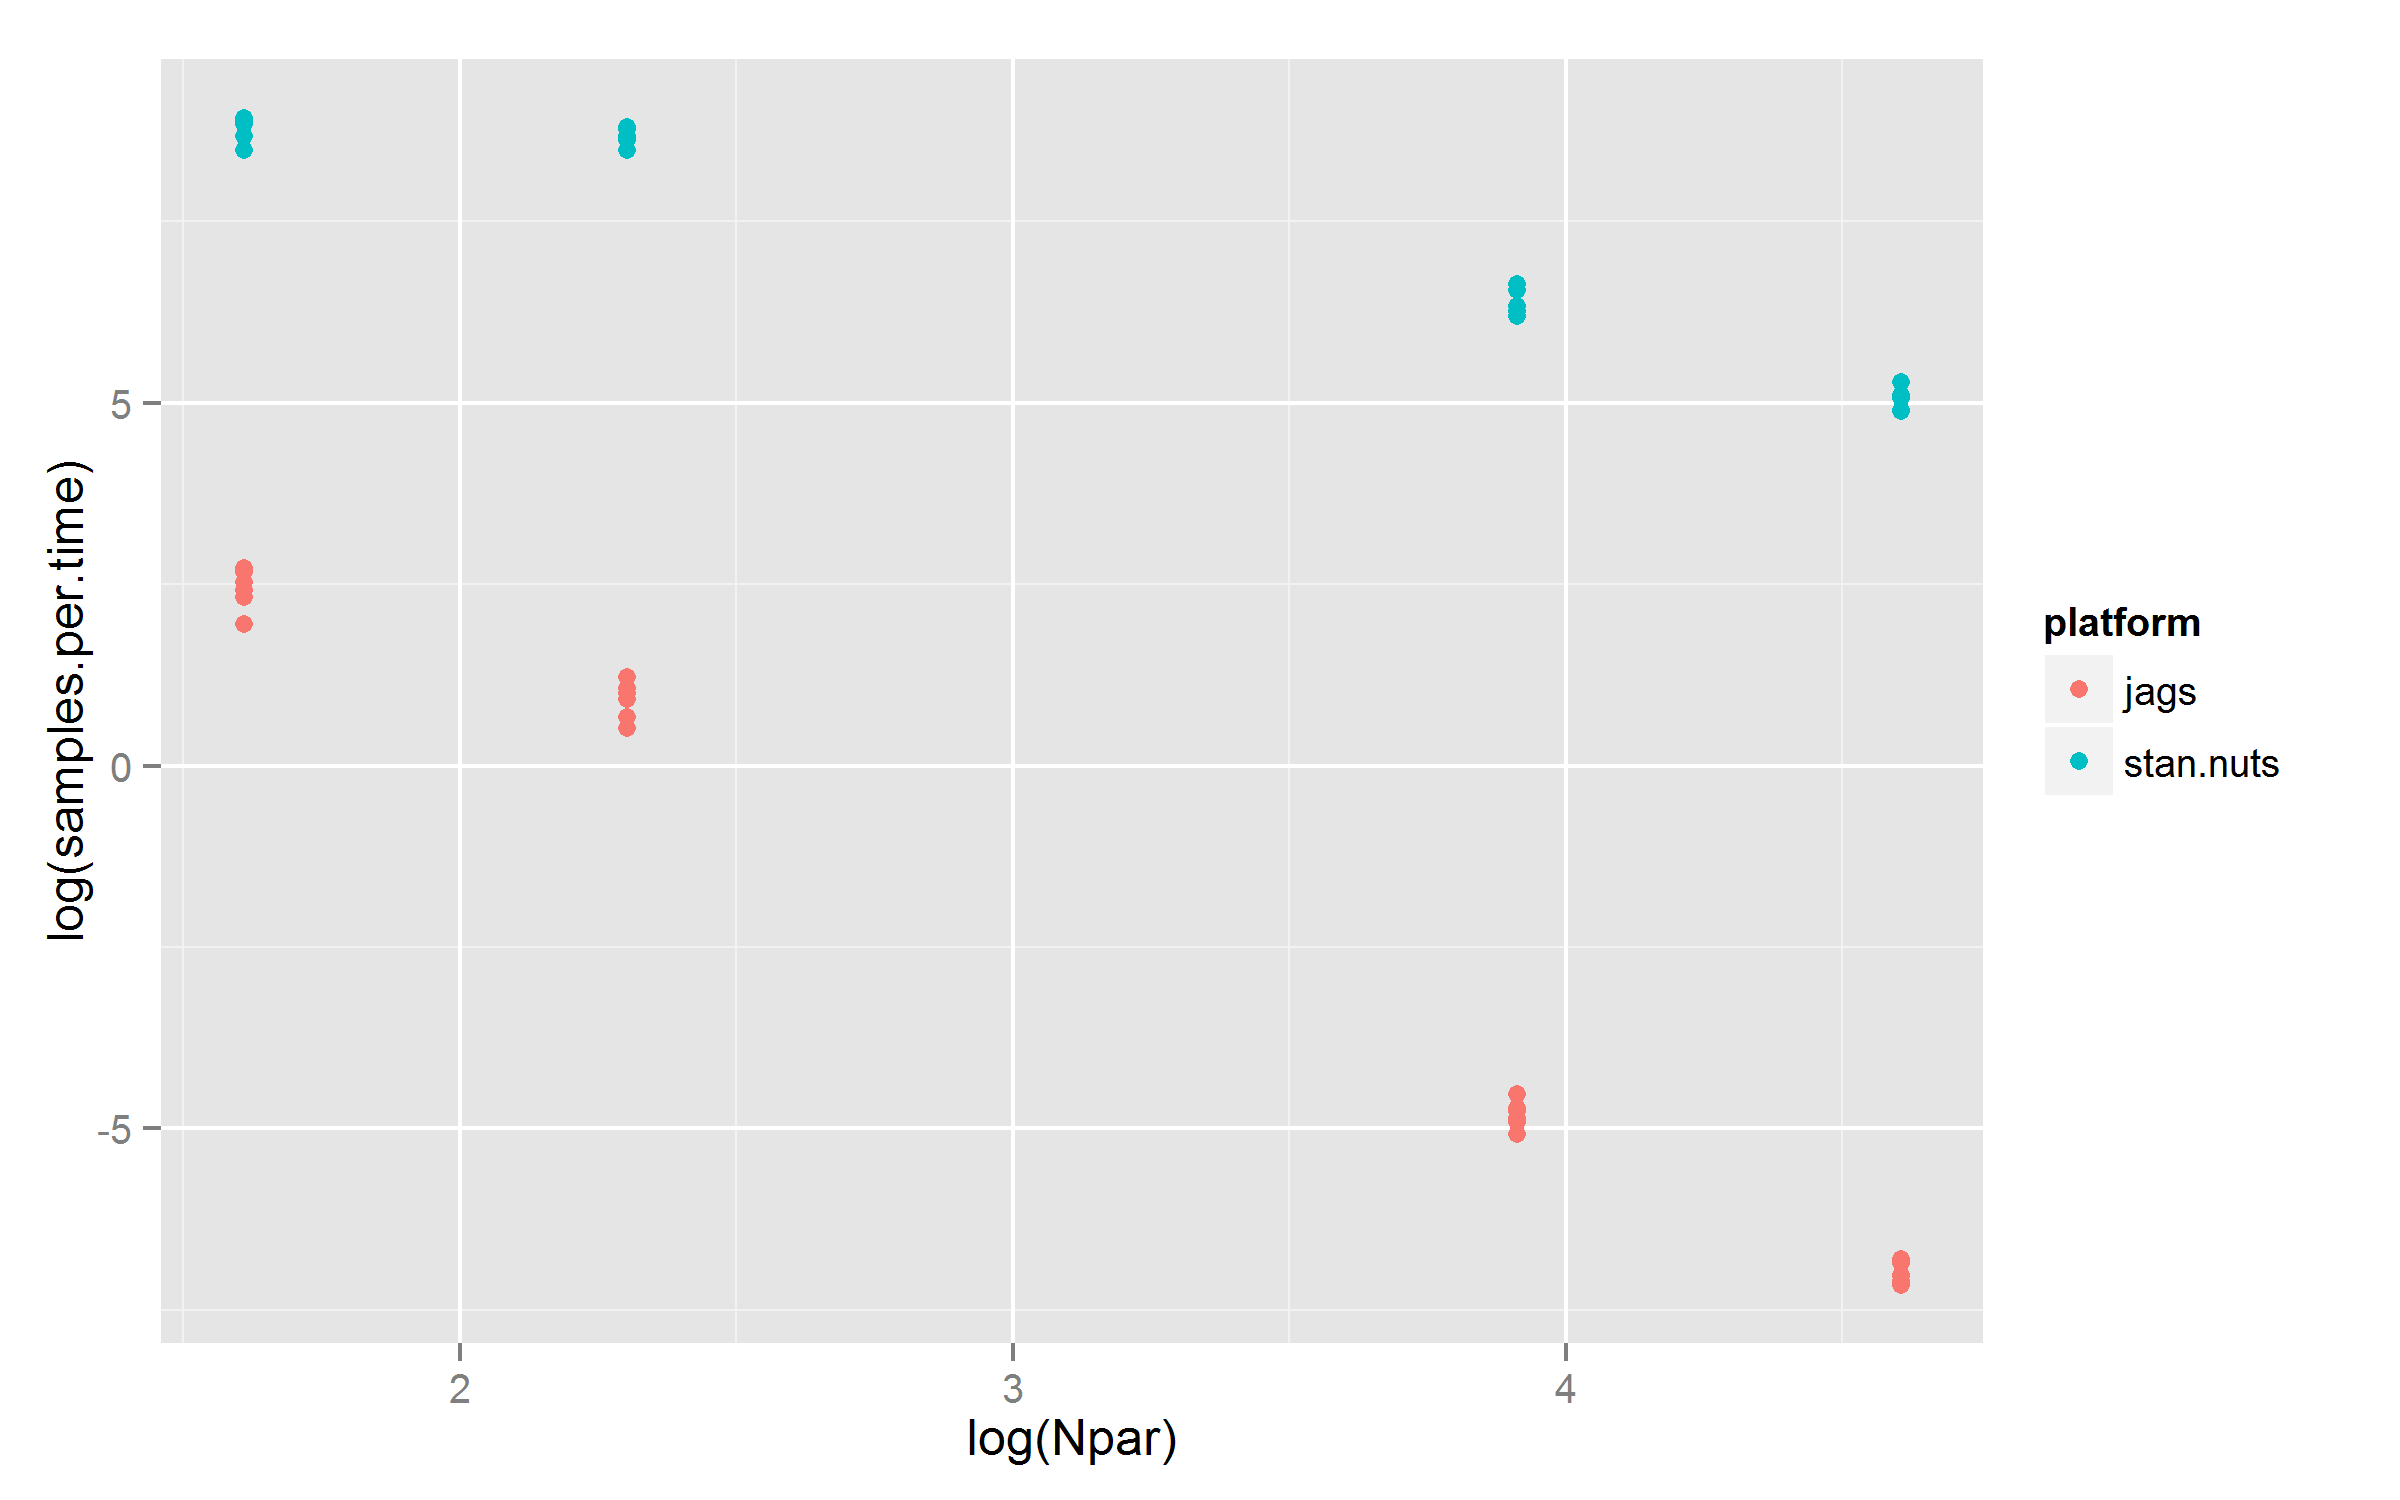 log(samples.per.time)
5
0
-5
2
3
4
log(Npar)
platform
jags
stan.nuts